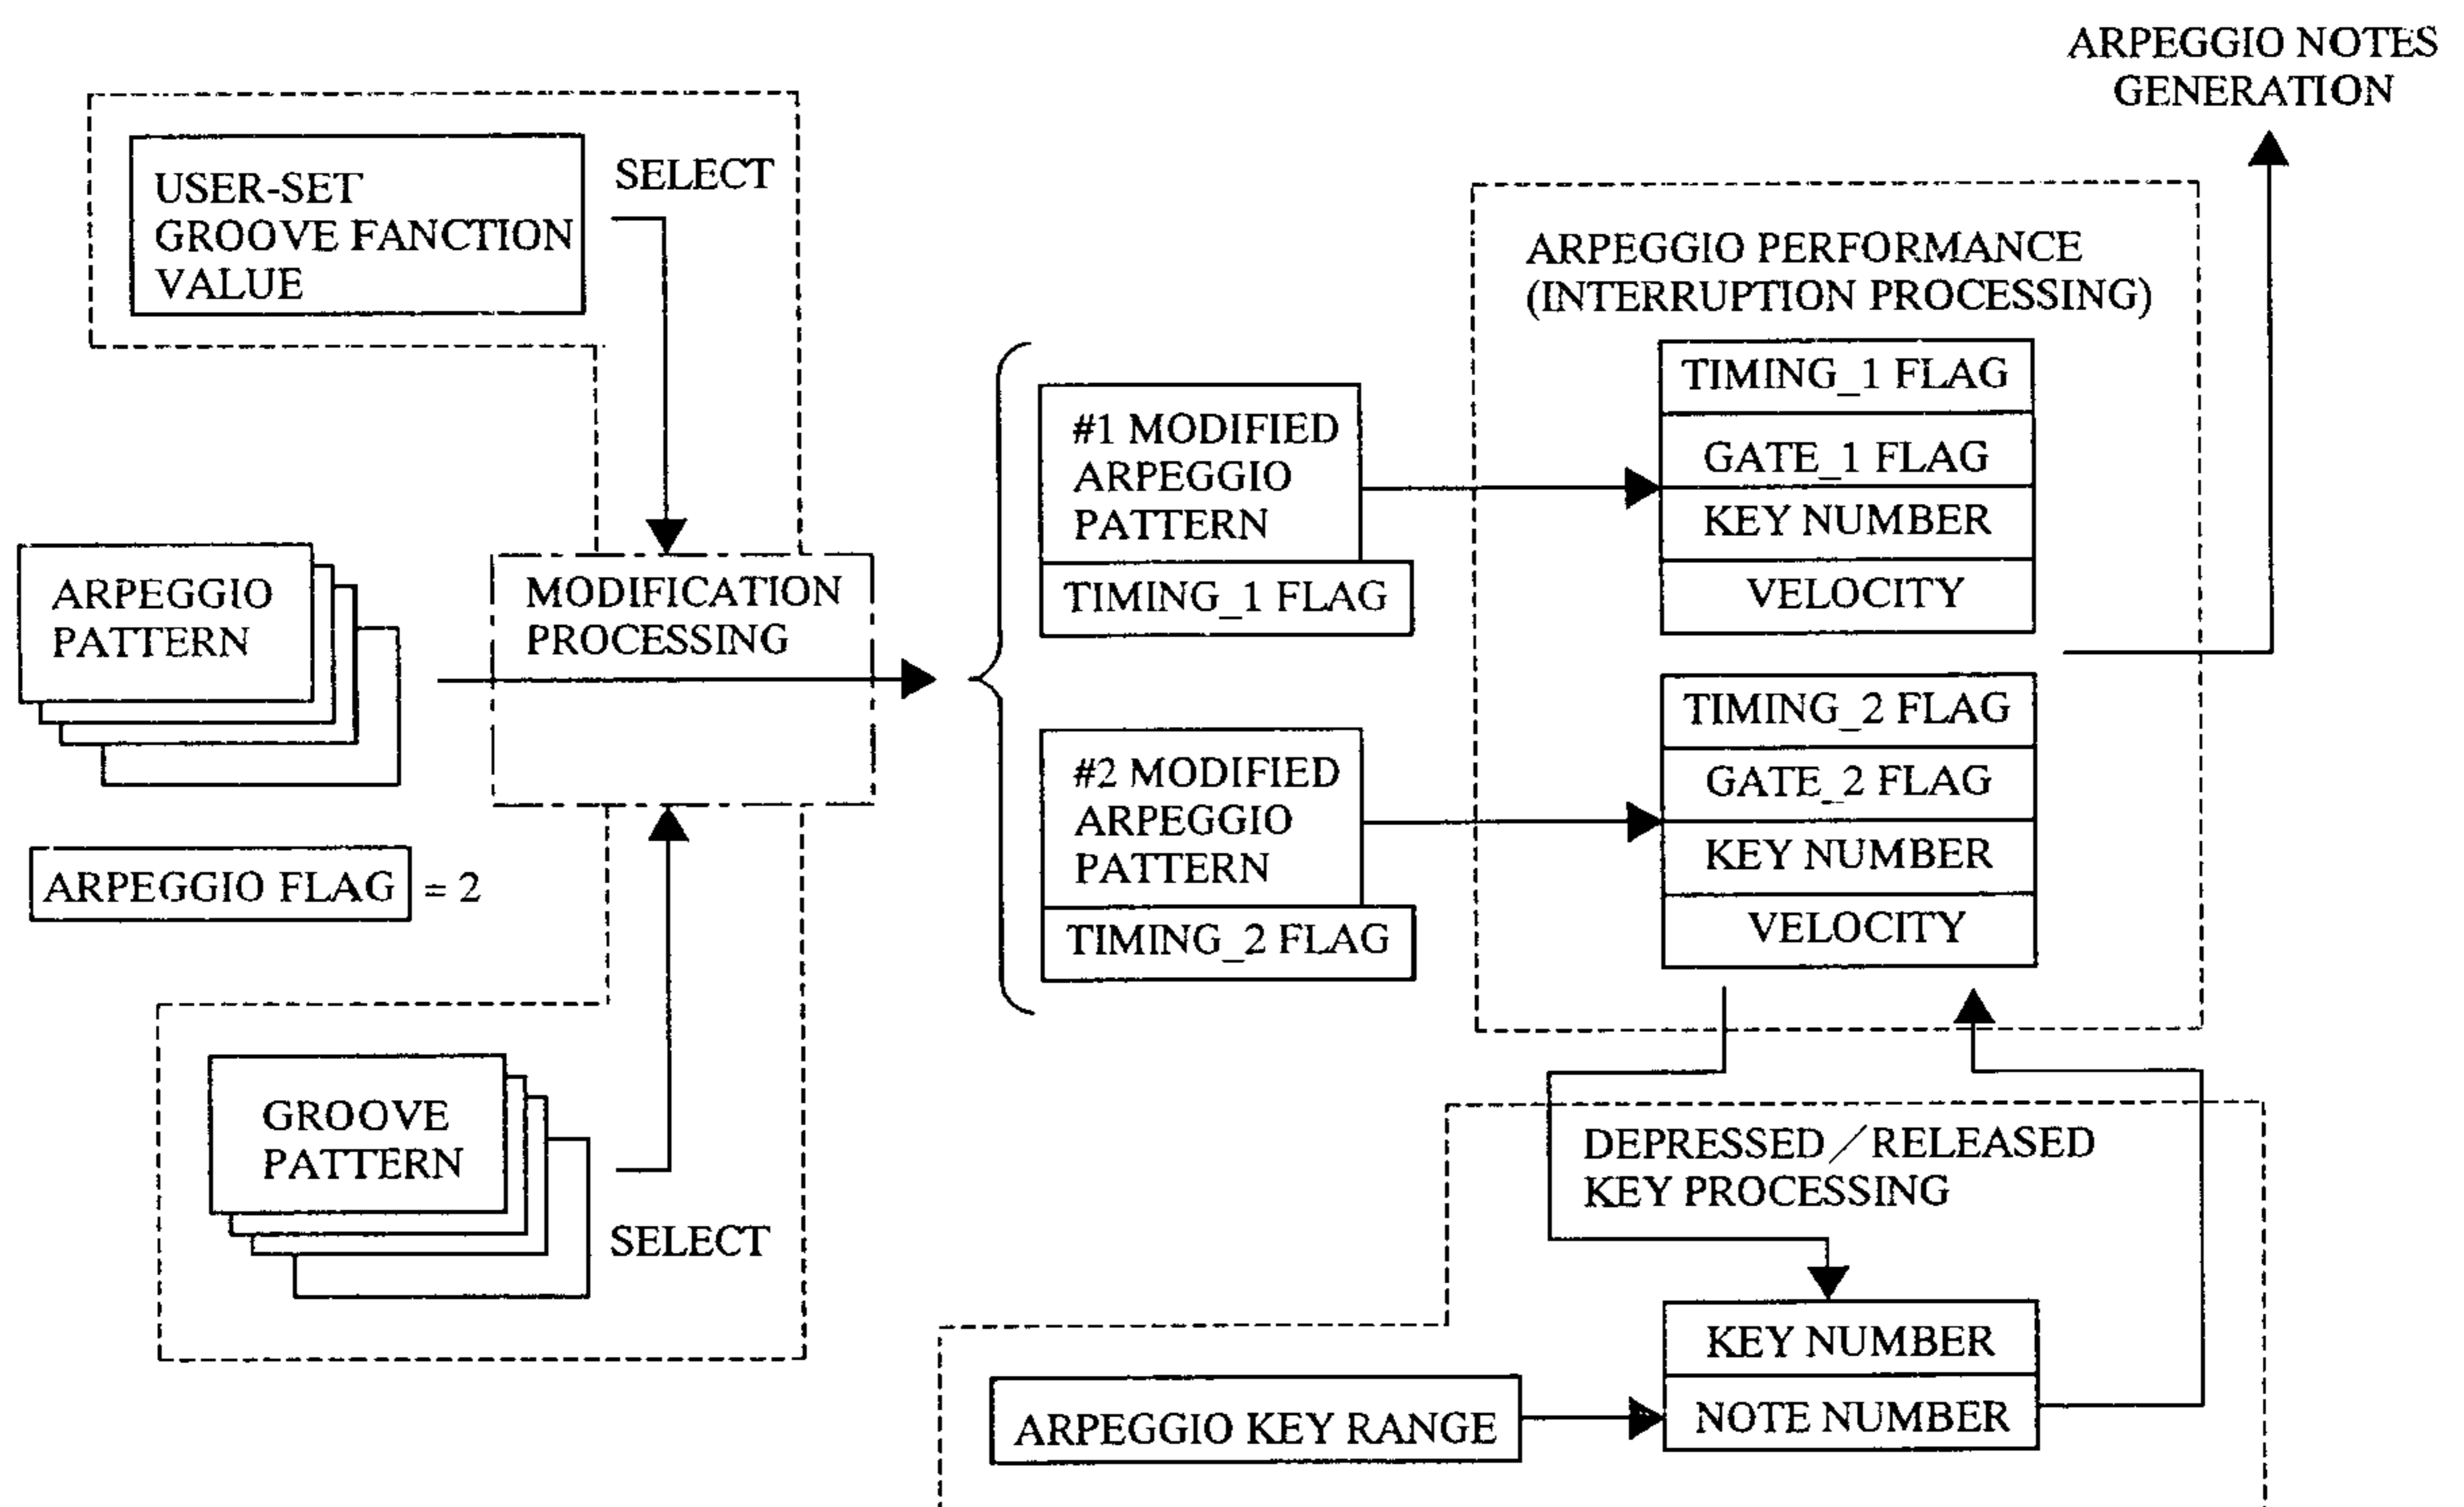 ARPEGGIO NOTES
GENERATION
USER-SET
GROOVE FANCTION
VALUE
SELECT
ARPEGGIO PERFORMANCE
(INTERRUPTION PROCESSING)
TIMING_1 FLAG
GATE_1 FLAG
KEY NUMBER
VELOCITY
#1 MODIFIED
ARPEGGIO
PATTERN
TIMING_1 FLAG
ARPEGGIO
PATTERN
MODIFICATION
PROCESSING
TIMING_2 FLAG
GATE_2 FLAG
KEY NUMBER
VELOCITY
#2 MODIFIED
ARPEGGIO
PATTERN
TIMING_2 FLAG
ARPEGGIO FLAG = 2
GROOVE
PATTERN
SELECT
DEPRESSED／RELEASED
KEY PROCESSING
KEY NUMBER
NOTE NUMBER
ARPEGGIO KEY RANGE